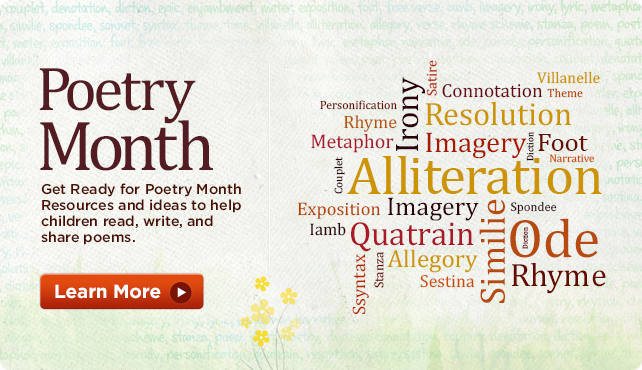 Poetry
Month
Get Ready for Poetry Month
Resources and ideas to help
children read, write, and
share poems.
Learn More
Satire
Villanelle
Connotation
Theme
Personification
Irony
Resolution
Rhyme
Metaphor
Imagery
Diction
Foot
Narrative
Couplet
Alliteration
Exposition
Imagery
Similie
Spondee
Iamb
Quatrain
Diction
Ode
Ssyntax
Stanza
Allegory
Sestina
Rhyme